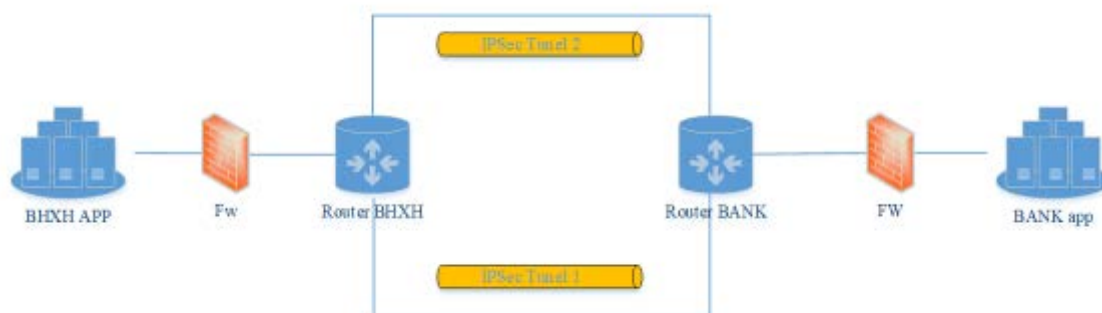 IPSec Tunel 2
BHXH APP
Fw
Router BHXH
Router BANK
FW
BANK app
IPSec Tunel 1